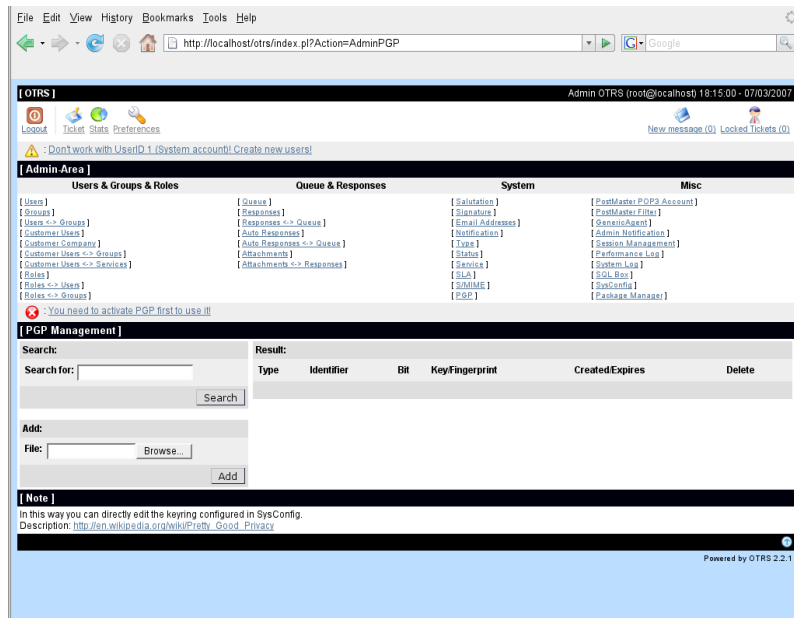 File Edit View History Bookmarks Tools Help
http://localhost/otrs/index.pl?Action=AdminPGP
G Google
[ OTRS ] Admin OTRS (root@localhost) 18:15:00 - 07/03/2007
Logout Ticket Stats Preferences New message (0) Locked Tickets (0)
: Don't work with UserID 1 (System account)! Create new users!
[ Admin-Area ]
Users & Groups & Roles Queue & Responses System Misc
[ Users ] [ Queue ] [ Salutation ] [ PostMaster POP3 Account ]
[ Groups ] [ Responses ] [ Signature ] [ PostMaster Filter ]
[ Users <-> Groups ] [ Responses <-> Queue ] [ Email Addresses ] [ GenericAgent ]
[ Customer Users ] [ Auto Responses ] [ Notification ] [ Admin Notification ]
[ Customer Company ] [ Auto Responses <-> Queue ] [ Type ] [ Session Management ]
[ Customer Users <-> Groups ] [ Attachments ] [ Status ] [ Performance Log ]
[ Customer Users <-> Services ] [ Attachments <-> Responses ] [ Service ] [ System Log ]
[ Roles ] [ SLA ] [ SQL Box ]
[ Roles <-> Users ] [ S/MIME ] [ SysConfig ]
[ Roles <-> Groups ] [ PGP ] [ Package Manager ]
: You need to activate PGP first to use it!
[ PGP Management ]
Search: Result:
Search for: Type Identifier Bit Key/Fingerprint Created/Expires Delete
Search
Add:
File: Browse...
Add
[ Note ]
In this way you can directly edit the keyring configured in SysConfig.
Description: http://en.wikipedia.org/wiki/Pretty_Good_Privacy
Powered by OTRS 2.2.1